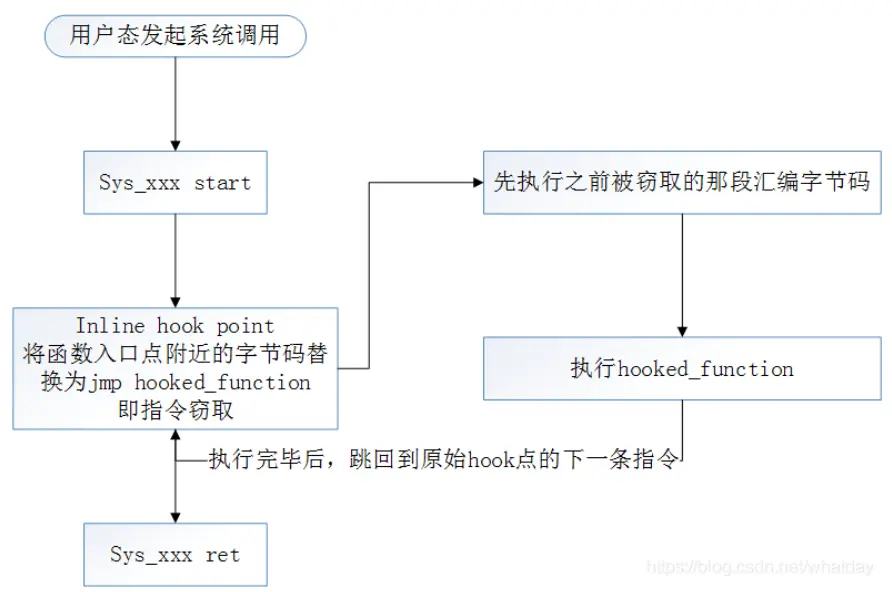 用户态发起系统调用
Sys_xxx start
先执行之前被窃取的那段汇编字节码
Inline hook point
将函数入口点附近的字节码替
换为jmp hooked_function
即指令窃取
执行hooked_function
执行完毕后，跳回到原始hook点的下一条指令
Sys_xxx ret
https://blog.csdn.net/whatday